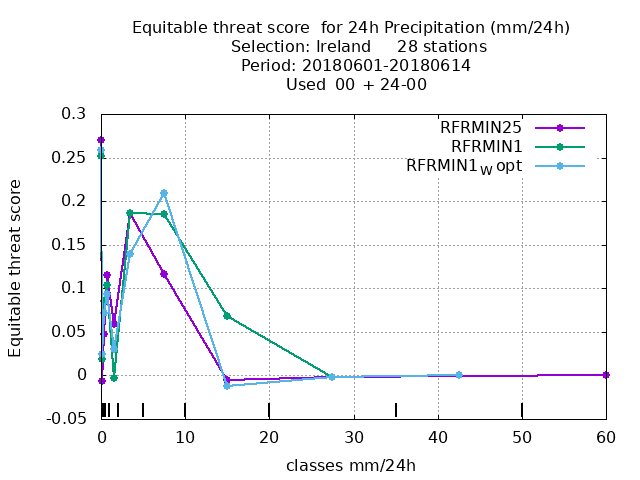 Equitable threat score for 24h Precipitation (mm/24h)
Selection: Ireland 28 stations
Period: 20180601-20180614
Used 00 + 24-00
RFRMIN25
RFRMIN1
RFRMIN1W opt
0.3
0.25
0.2
0.15
0.1
0.05
0
-0.05
Equitable threat score
0 10 20 30 40 50 60
classes mm/24h